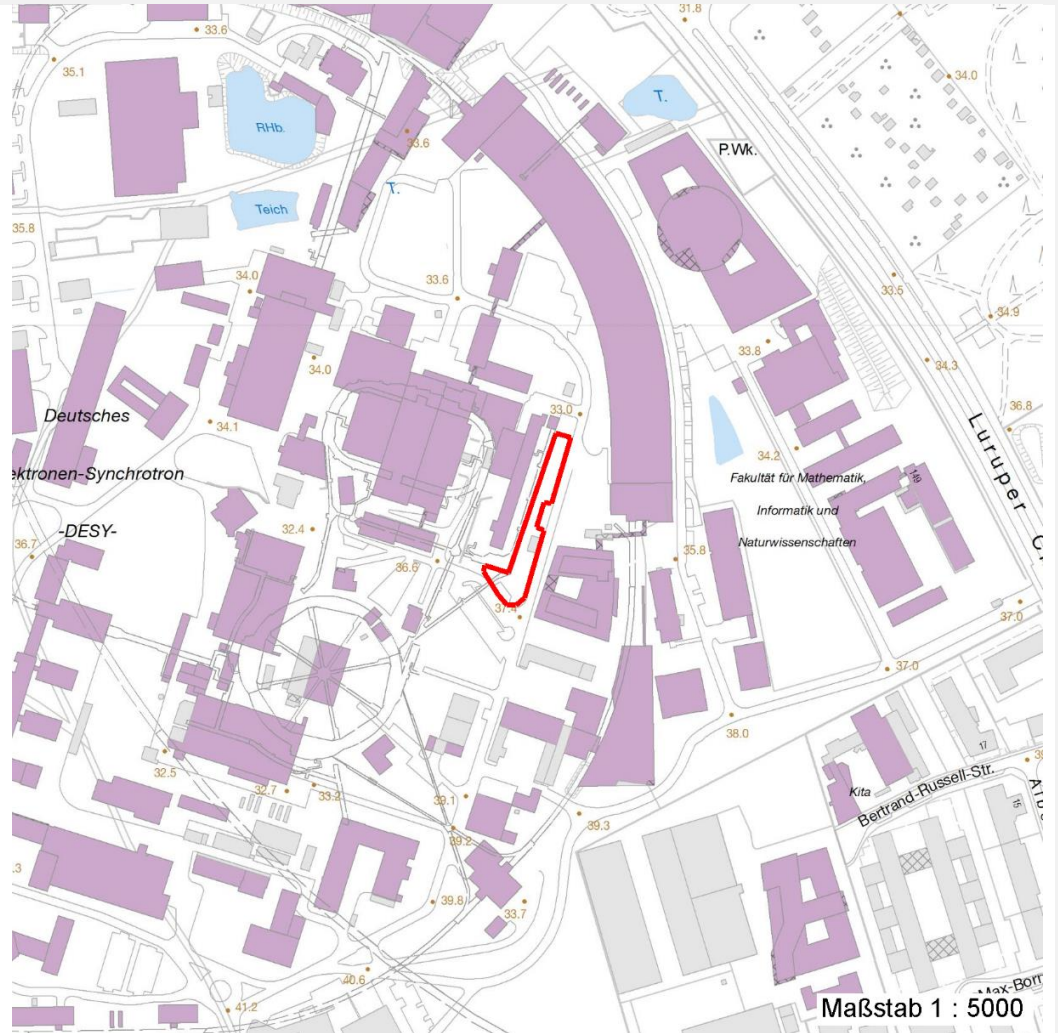 31.8
33.6
35.1
34.0
T.
RHb.
33.6
P.Wk.
T.
Teich
35.8
34.0
33.6
33.5
34.9
33.8
34.0
34.3
Deutsches
33.0
36.8
34.1
Luruper
34.2
ektronen-Synchrotron
Fakultät für Mathematik,
149
Informatik und
32.4
-DESY-
Naturwissenschaften
36.7
36.6
35.8
37.4
37.0
37.0
38.0
32.5
17
32.7
33.2
39.1
Kita
Bertrand-Russell-Str.
15
39.3
39.2
.3
39.8
33.7
40.6
41.2
Max-Born
Maßstab 1 : 5000